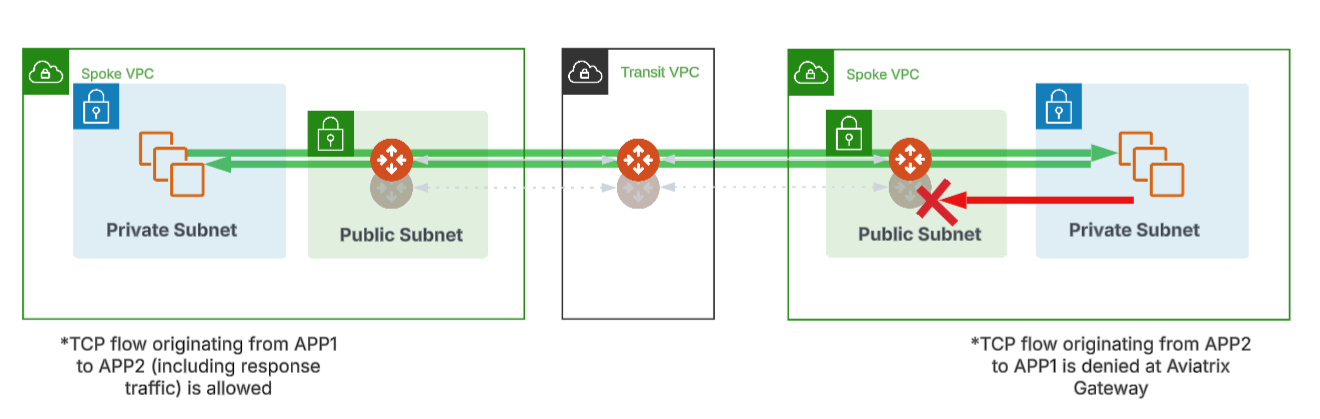 Spoke VPC
Private Subnet
Public Subnet
Transit VPC
Spoke VPC
Public Subnet
Private Subnet
*TCP flow originating from APP1
to APP2 (including response
traffic) is allowed
*TCP flow originating from APP2
to APP1 is denied at Aviatrix
Gateway